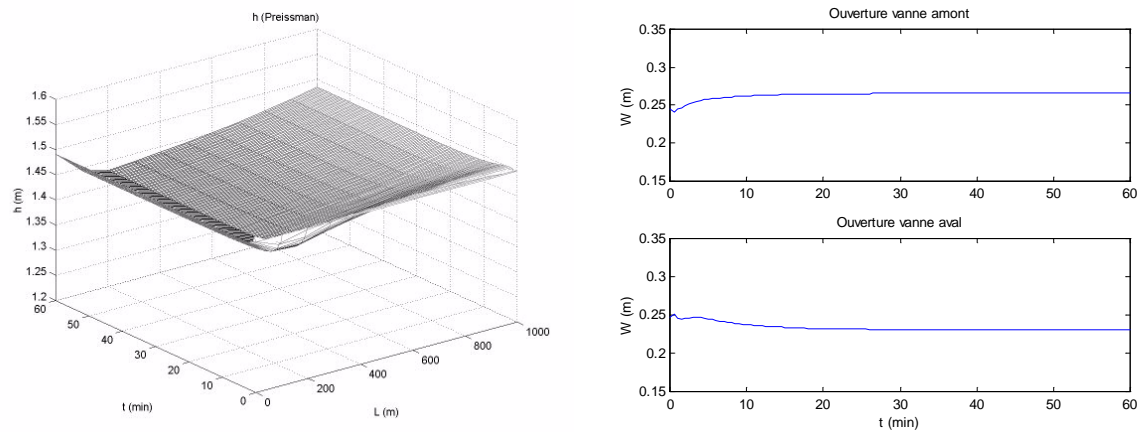 h (Preissman)
1.6
1.55
1.5
1.45
1.4
1.35
1.3
1.25
1.2
h (m)
60
50
40
30
20
10
0
t (min)
0
200
400
600
800
1000
L (m)
Ouverture vanne amont
0.35
0.3
0.25
0.2
0.15
W (m)
0 10 20 30 40 50 60
Ouverture vanne aval
0.35
0.3
0.25
0.2
0.15
W (m)
0 10 20 30 40 50 60
t (min)